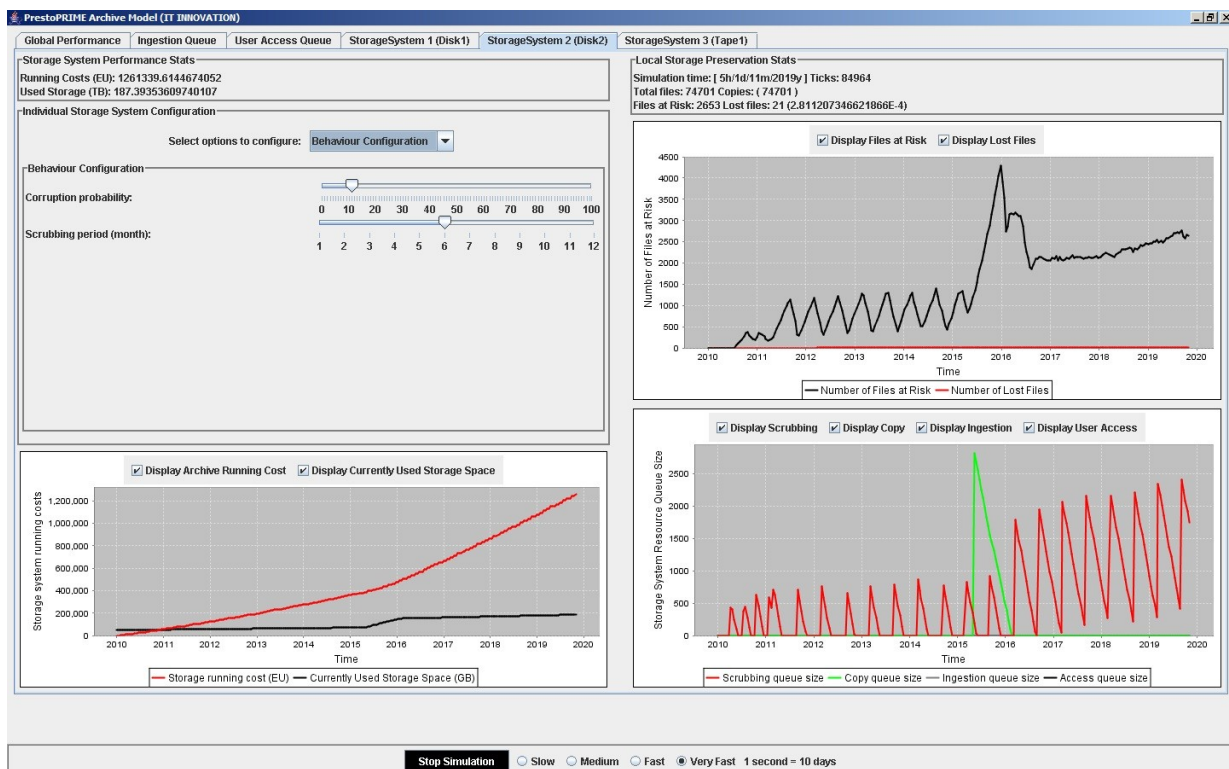 PrestoPRIME Archive Model (IT INNOVATION)
Global Performance Ingestion Queue User Access Queue StorageSystem 1 (Disk1) StorageSystem 2 (Disk2) StorageSystem 3 (Tape1)
Storage System Performance Stats
Running Costs (EU): 1261339.6144674052
Used Storage (TB): 187.39353609740107
Individual Storage System Configuration
Select options to configure: Behaviour Configuration
Behaviour Configuration
Corruption probability:
0 10 20 30 40 50 60 70 80 90 100
Scrubbing period (month):
1 2 3 4 5 6 7 8 9 10 11 12
Display Archive Running Cost Display Currently Used Storage Space
Storage system running costs
1,200,000
1,000,000
800,000
600,000
400,000
200,000
0
2010 2011 2012 2013 2014 2015 2016 2017 2018 2019 2020
Time
Storage running cost (EU) Currently Used Storage Space (GB)
Local Storage Preservation Stats
Simulation time: [ 5h/1d/11m/2019y ] Ticks: 84964
Total files: 74701 Copies: ( 74701 )
Files at Risk: 2653 Lost files: 21 (2.811207346621866E-4)
Display Files at Risk Display Lost Files
Number of Files at Risk
4500
4000
3500
3000
2500
2000
1500
1000
500
0
2010 2011 2012 2013 2014 2015 2016 2017 2018 2019 2020
Time
Number of Files at Risk Number of Lost Files
Display Scrubbing Display Copy Display Ingestion Display User Access
Storage System Resource Queue Size
2500
2000
1500
1000
500
0
2010 2011 2012 2013 2014 2015 2016 2017 2018 2019 2020
Time
Scrubbing queue size Copy queue size Ingestion queue size Access queue size
Stop Simulation Slow Medium Fast Very Fast 1 second = 10 days